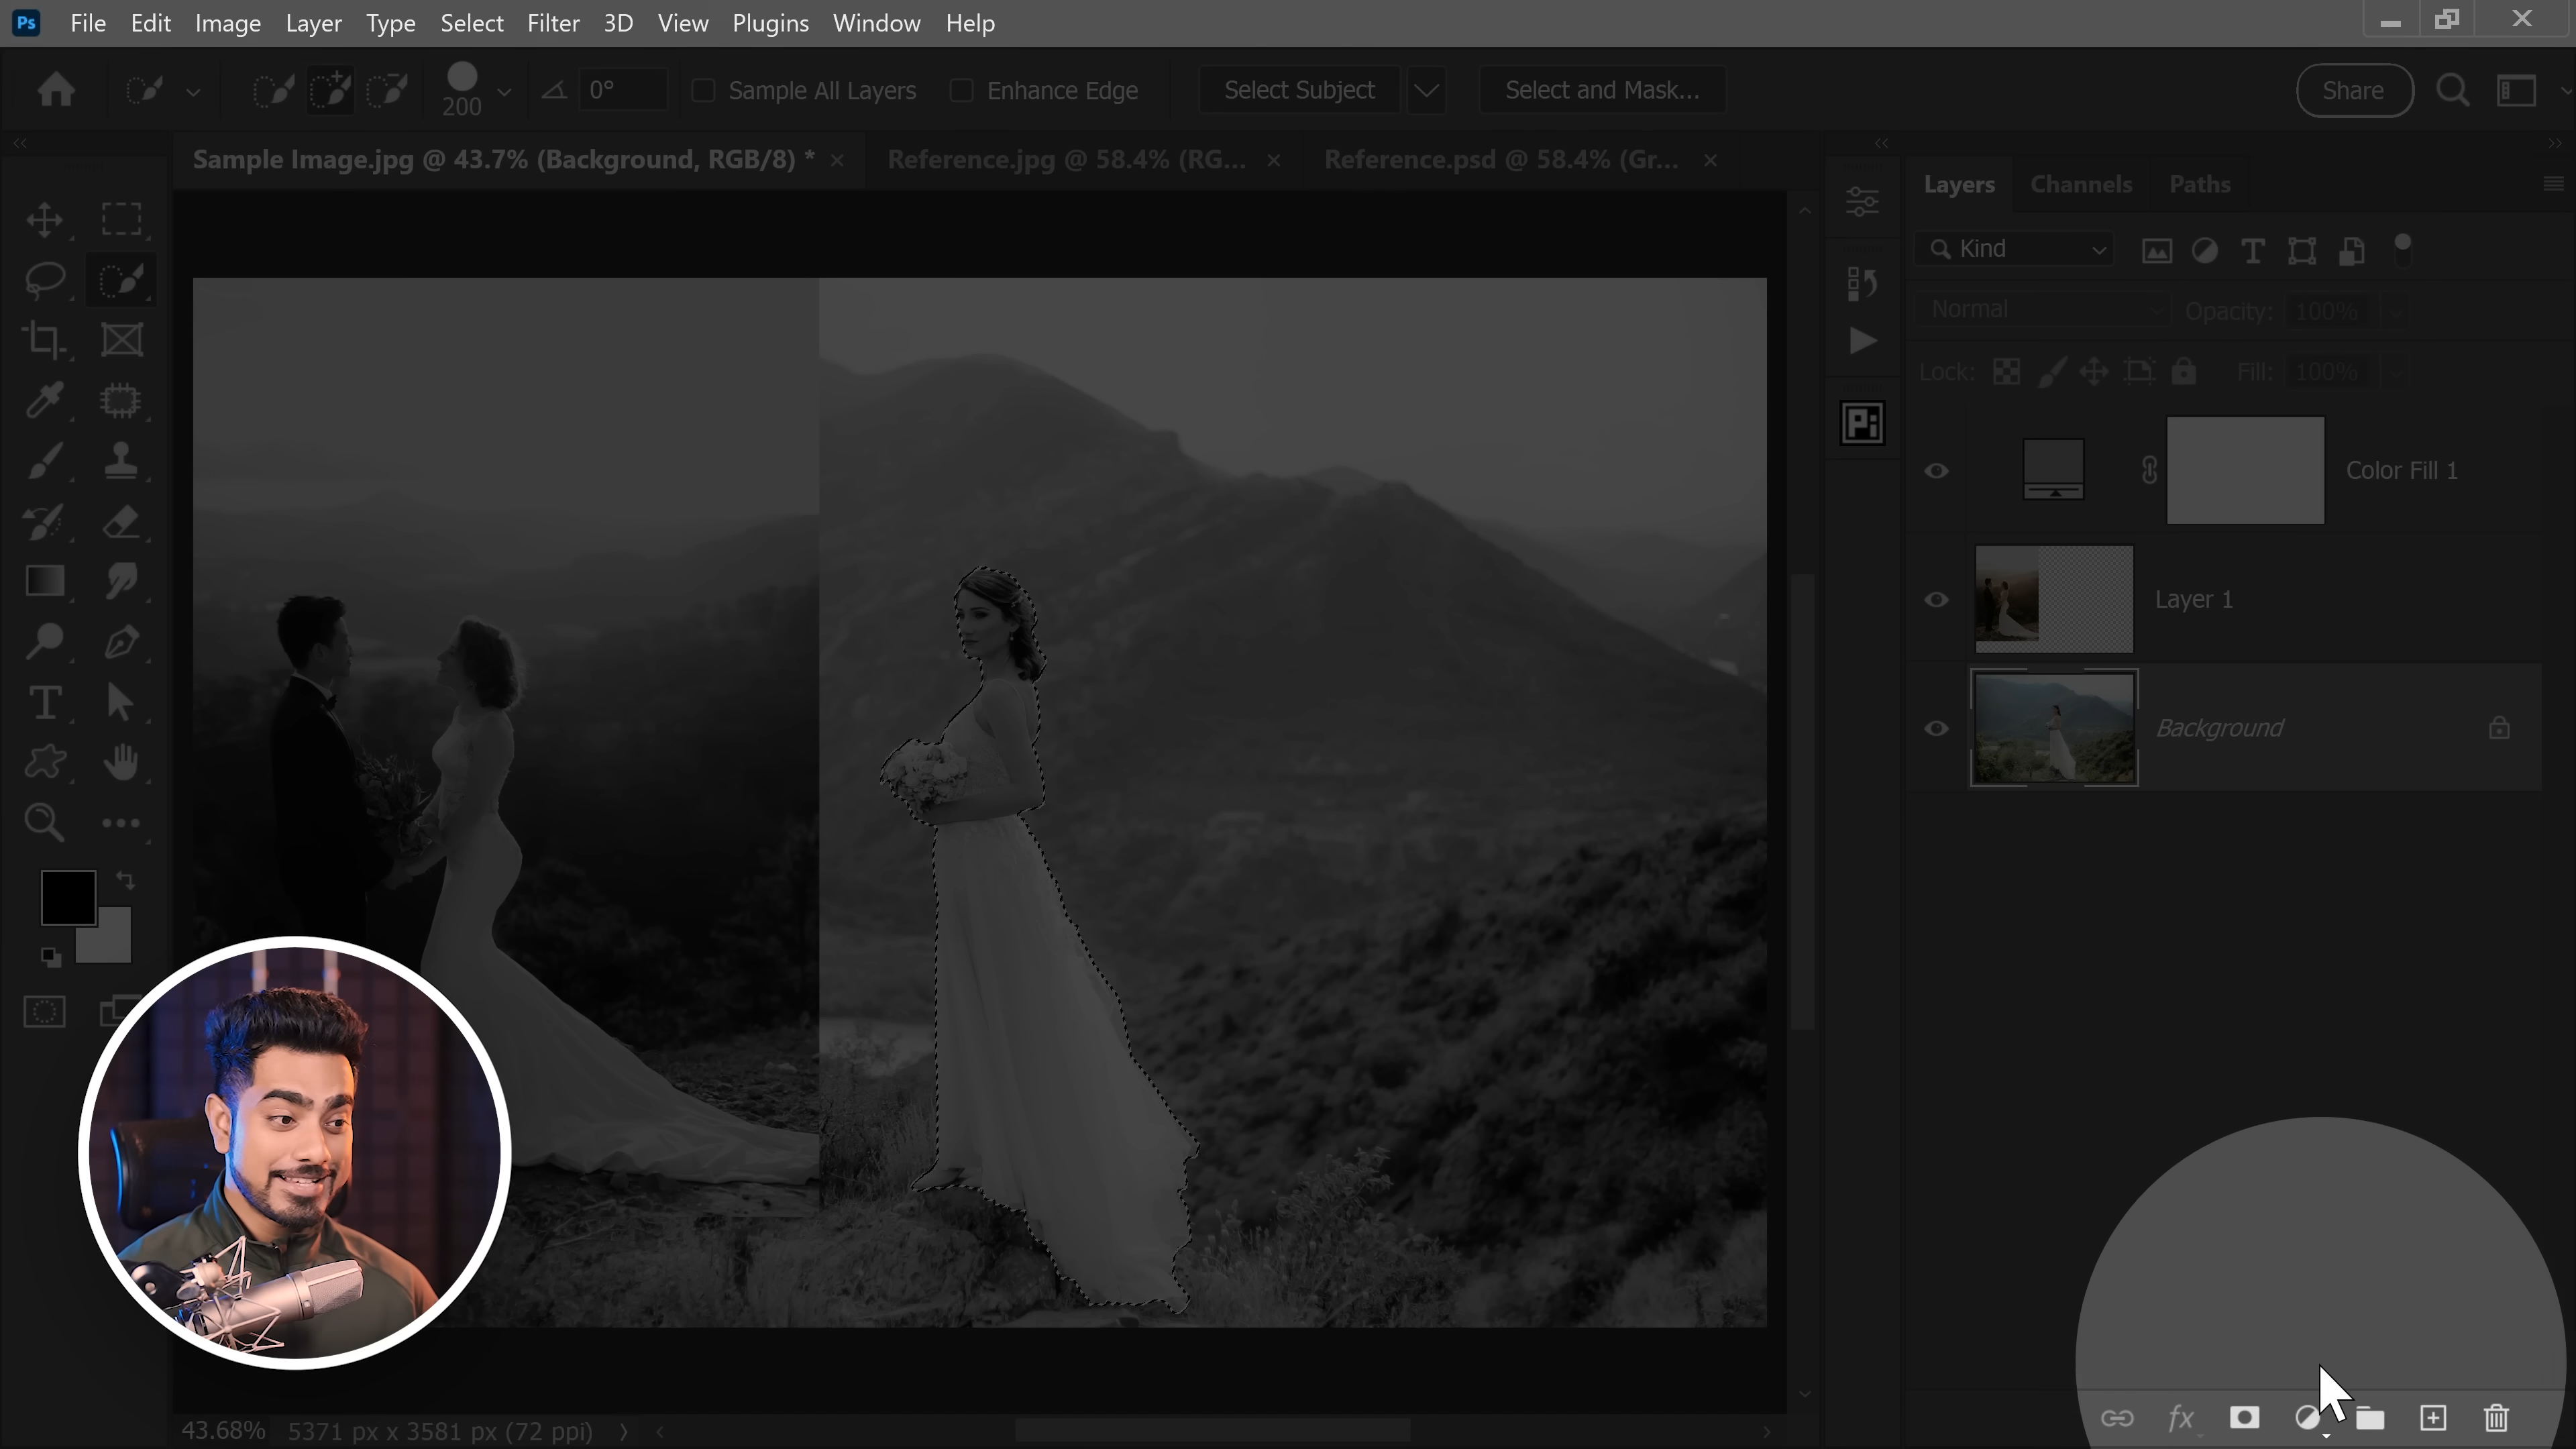 Ps File Edit Image Layer Type Select Filter 3D View Plugins Window Help
200 0° Sample All Layers Enhance Edge Select Subject Select and Mask... Share
Sample Image.jpg @ 43.7% (Background, RGB/8) * Reference.jpg @ 58.4% (RG... Reference.psd @ 58.4% (Gr...
Layers Channels Paths
Kind
Normal Opacity: 100%
Lock: Fill: 100%
Pi
Color Fill 1
Layer 1
Background
fx
43.68% 5371 px x 3581 px (72 ppi)